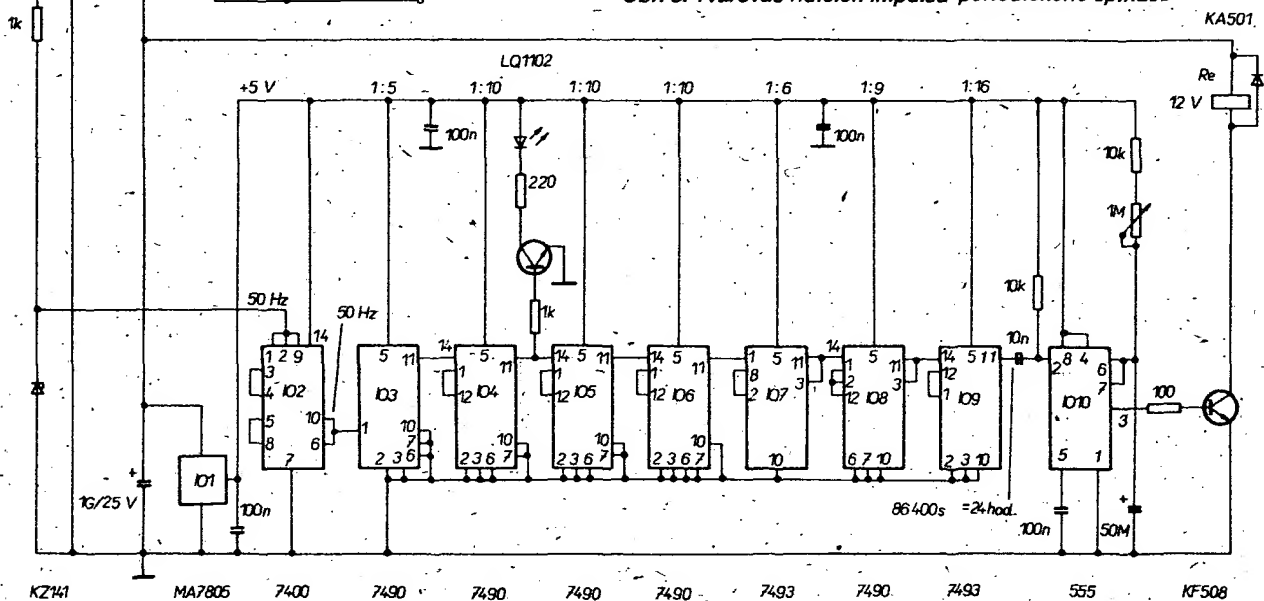 1k
KA501
LQ1102
+5 V 1:5 1:10 1:10 1:10 1:6 1:9 1:16
Re
12 V
100n
100n
10k
220
1M
1k
10k
50 Hz
50 Hz
10n
1 2 9 14
3
4
5
8
10
6
7
IO2
5 11
IO3
1
10
7
2 3 6
14 5 11
1
12
IO4
10
2 3 6 7
14 5 11
1
12
IO5
10
2 3 6 7
14 5 11
1
12
IO6
10
2 3 6 7
1 5 11
8
2
3
IO7
10
14 5 11
1
2
12
3
IO8
6 7 10
14 5 11
12
1
IO9
2 3 10
8 4
2
6
7
IO10
3
5 1
100
IO1
1G/25 V
100n
86 400s =24hod.
100n
50M
KZ141 MA7805 7400 7490 7490 7490 7490 7493 7490 7493 555 KF508